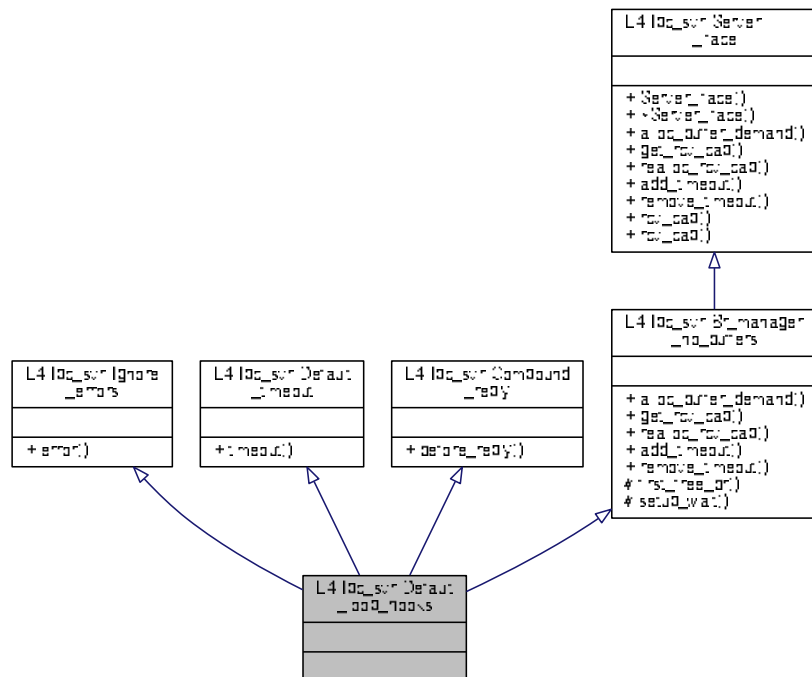 L4::Ipc_svr::Server
_iface
+ Server_iface()
+ ~Server_iface()
+ alloc_buffer_demand()
+ get_rcv_cap()
+ realloc_rcv_cap()
+ add_timeout()
+ remove_timeout()
+ rcv_cap()
+ rcv_cap()
L4::Ipc_svr::Br_manager
_no_buffers
+ alloc_buffer_demand()
+ get_rcv_cap()
+ realloc_rcv_cap()
+ add_timeout()
+ remove_timeout()
# first_free_br()
# setup_wait()
L4::Ipc_svr::Ignore
_errors
+ error()
L4::Ipc_svr::Default
_timeout
+ timeout()
L4::Ipc_svr::Compound
_reply
+ before_reply()
L4::Ipc_svr::Default
_loop_hooks